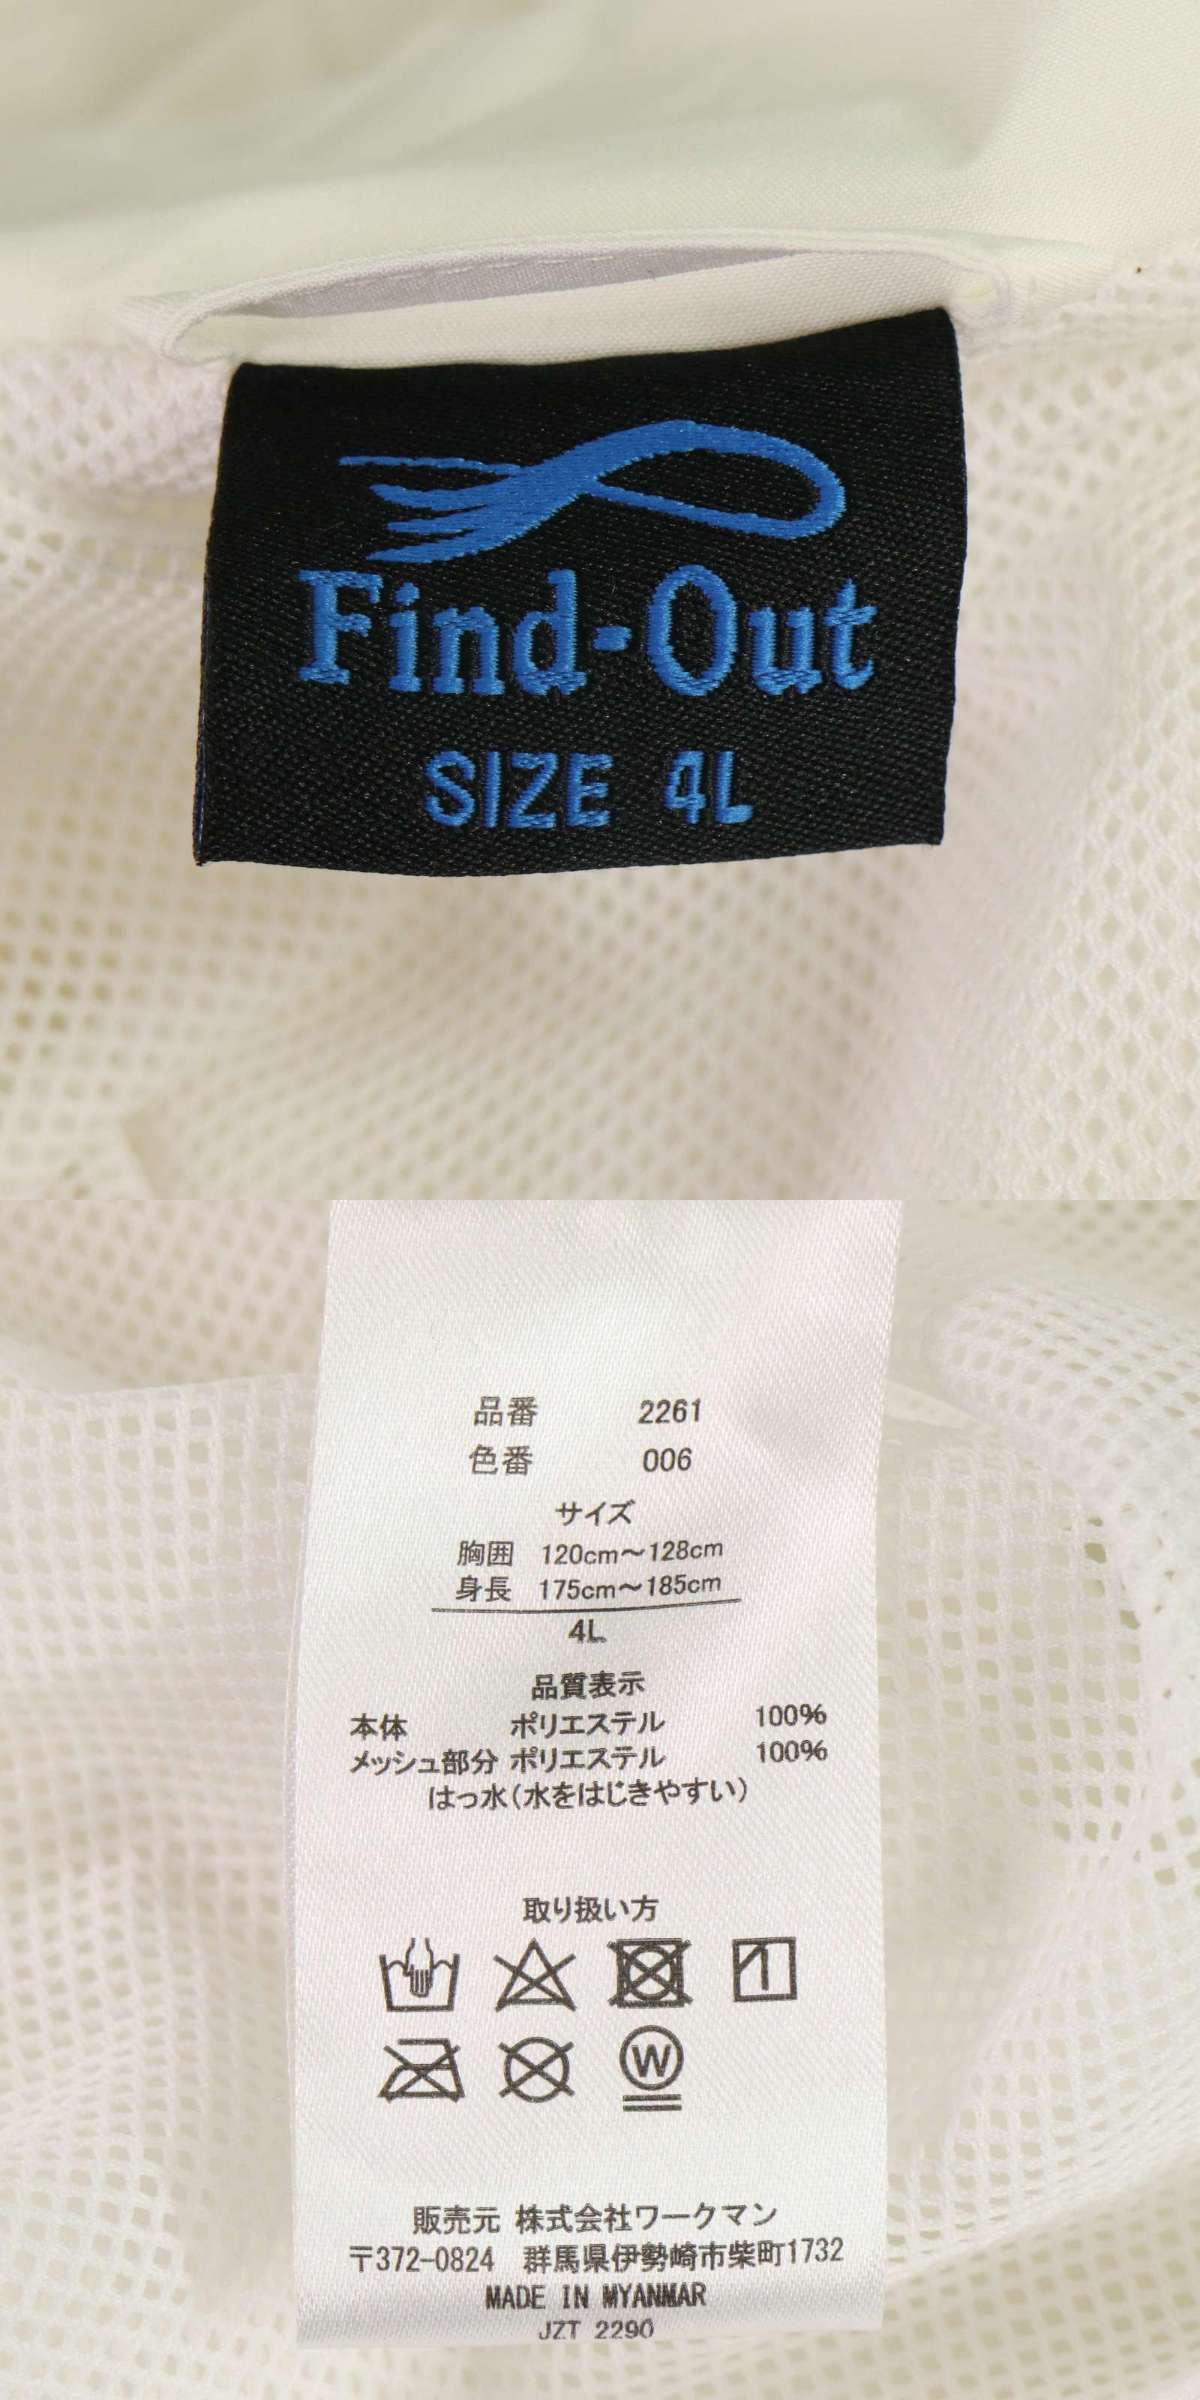 Find-Out
SIZE 4L
品番 2261
色番 006
サイズ
胸囲 120cm～128cm
身長 175cm～185cm
4L
品質表示
本体 ポリエステル 100%
メッシュ部分 ポリエステル 100%
はっ水(水をはじきやすい)
取り扱い方
W
販売元 株式会社ワークマン
〒372-0824 群馬県伊勢崎市柴町1732
MADE IN MYANMAR
JZT 2290